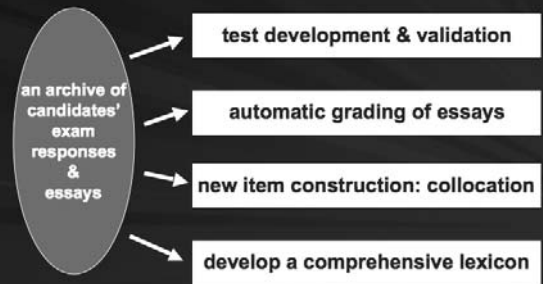 an archive of
candidates'
exam
responses
&
essays
test development & validation
automatic grading of essays
new item construction: collocation
develop a comprehensive lexicon